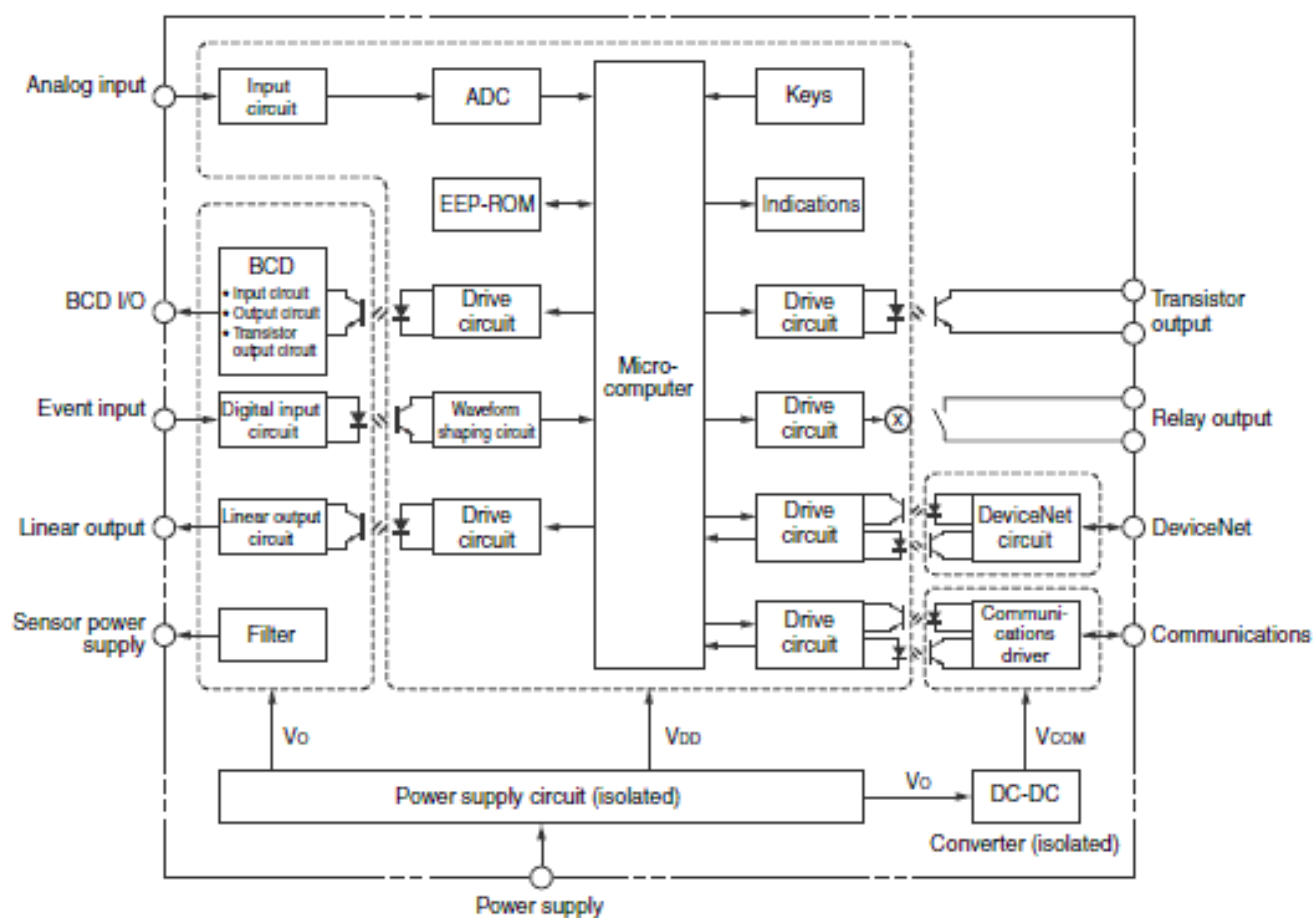 Analog input
Input
circuit
ADC
Keys
EEP-ROM
Indications
BCD I/O
BCD
• Input circuit
• Output circuit
• Transistor
output circuit
Drive
circuit
Micro-
computer
Drive
circuit
Transistor
output
Event input
Digital input
circuit
Waveform
shaping circuit
Drive
circuit
X
Relay output
Linear output
Linear output
circuit
Drive
circuit
Drive
circuit
DeviceNet
circuit
DeviceNet
Sensor power
supply
Filter
Drive
circuit
Communi-
cations
driver
Communications
VO
VDD
VCOM
Power supply circuit (isolated)
VO
DC-DC
Converter (isolated)
Power supply